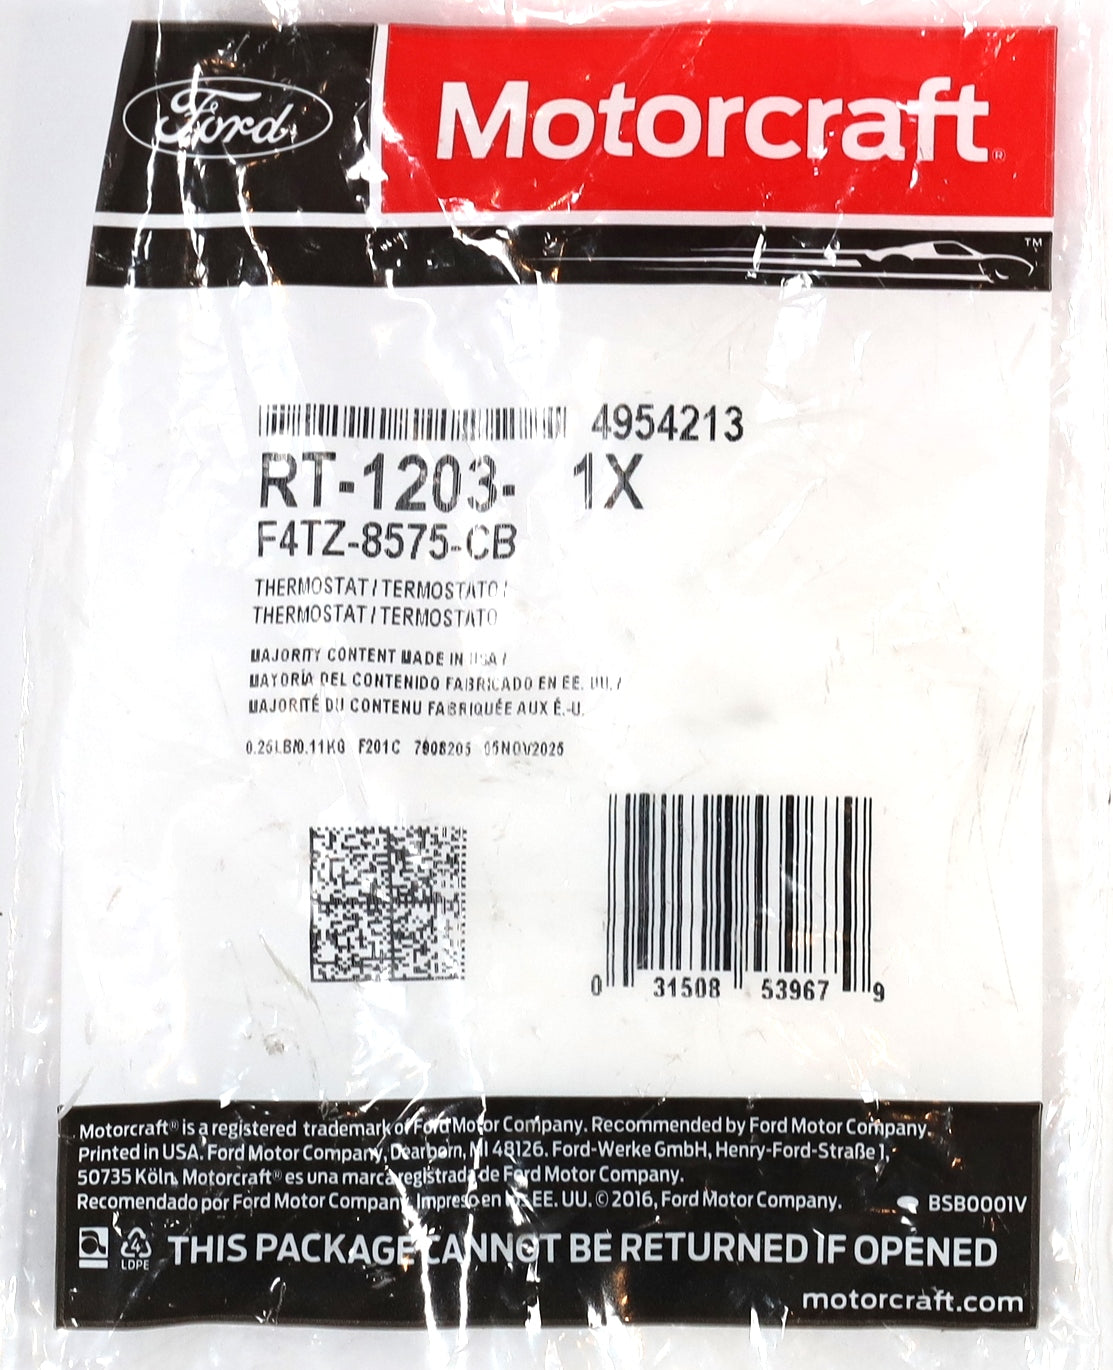 Ford
Motorcraft®
™
4954213
RT-1203- 1X
F4TZ-8575-CB
THERMOSTAT/TERMOSTATO/
THERMOSTAT/TERMOSTATO
MAJORITY CONTENT MADE IN USA/
MAYORÍA DEL CONTENIDO FABRICADO EN EE. UU./
MAJORITÉ DU CONTENU FABRIQUÉE AUX É.-U.
0.25LB/0.11KG F201C 7908205 05NOV2025
0 31508 53967 9
Motorcraft® is a registered trademark of Ford Motor Company. Recommended by Ford Motor Company.
Printed in USA. Ford Motor Company, Dearborn, MI 48126. Ford-Werke GmbH, Henry-Ford-Straße 1,
50735 Köln. Motorcraft® es una marca registrada de Ford Motor Company.
Recomendado por Ford Motor Company. Impreso en los EE. UU. © 2016, Ford Motor Company.
BSB0001V
4
LDPE
THIS PACKAGE CANNOT BE RETURNED IF OPENED
motorcraft.com